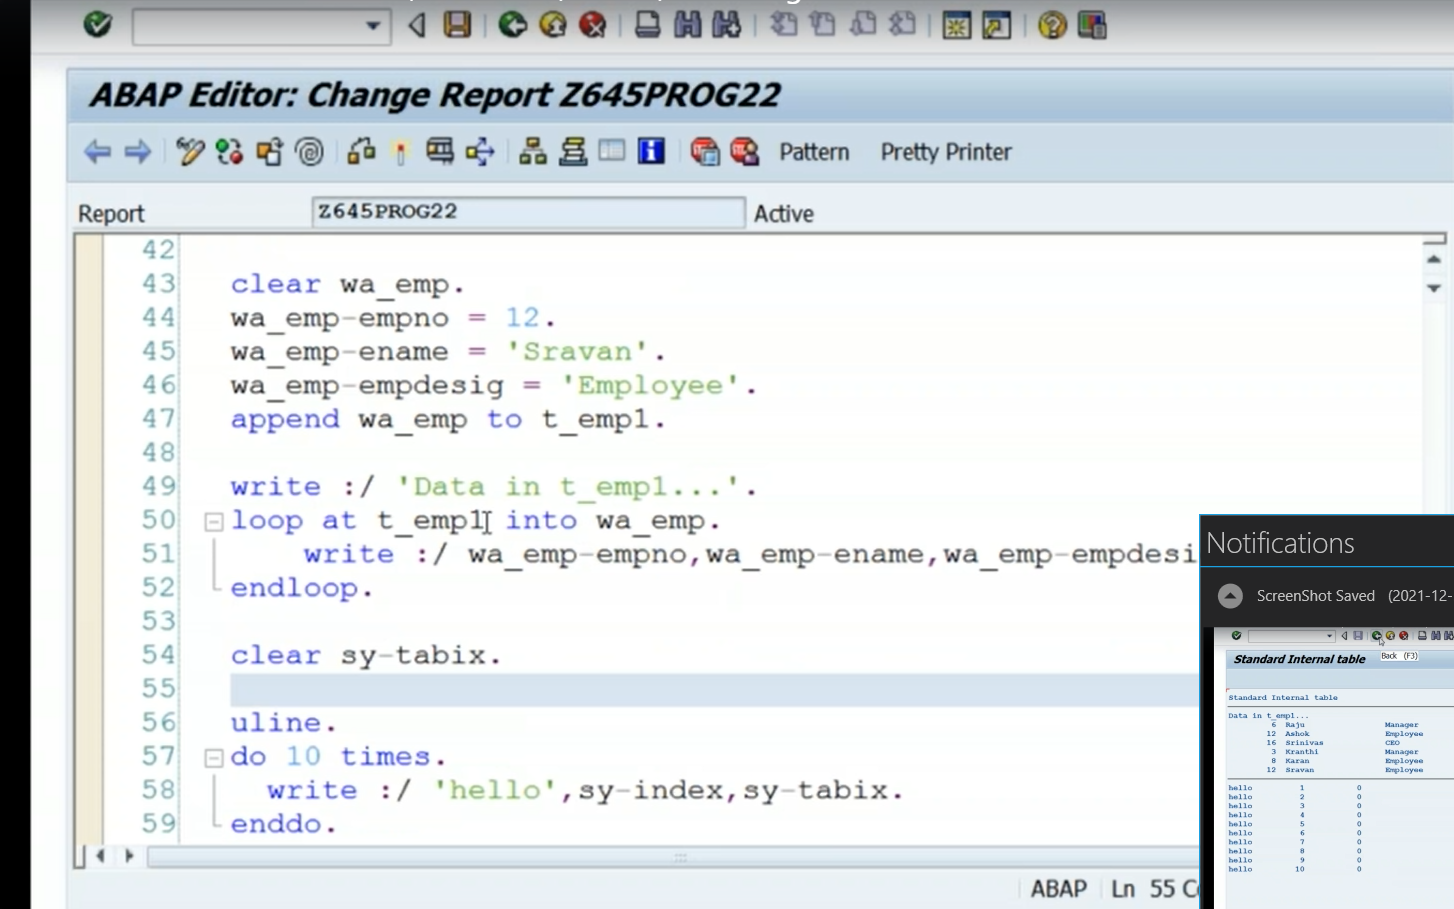 ABAP Editor: Change Report Z645PROG22
Pattern Pretty Printer
Report Z645PROG22 Active
42
43 clear wa_emp.
44 wa_emp-empno = 12.
45 wa_emp-ename = 'Sravan'.
46 wa_emp-empdesig = 'Employee'.
47 append wa_emp to t_emp1.
48
49 write :/ 'Data in t_emp1...'.
50 loop at t_emp1 into wa_emp.
51 write :/ wa_emp-empno,wa_emp-ename,wa_emp-empdesi
52 endloop.
53
54 clear sy-tabix.
55
56 uline.
57 do 10 times.
58 write :/ 'hello',sy-index,sy-tabix.
59 enddo.
ABAP Ln 55 C
Notifications
ScreenShot Saved (2021-12-
Standard Internal table Back (F3)
Standard Internal table
Data in t_emp1...
6 Raju Manager
12 Ashok Employee
16 Srinivas CEO
3 Kranthi Manager
8 Karan Employee
12 Sravan Employee
hello 1 0
hello 2 0
hello 3 0
hello 4 0
hello 5 0
hello 6 0
hello 7 0
hello 8 0
hello 9 0
hello 10 0